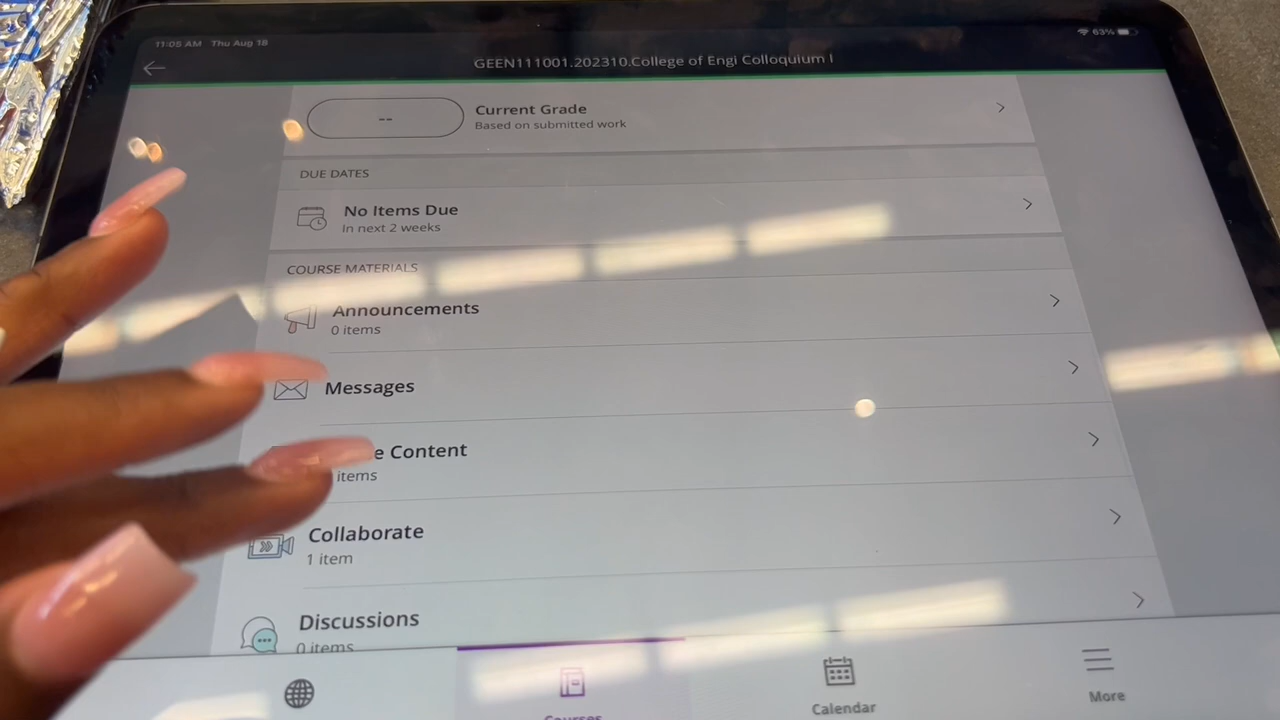 11:05 AM Thu Aug 18
63%
GEEN111001.202310.College of Engi Colloquium I
--
Current Grade
Based on submitted work
DUE DATES
No Items Due
In next 2 weeks
COURSE MATERIALS
Announcements
0 items
Messages
e Content
items
Collaborate
1 item
Discussions
0 items
Courses
Calendar
More